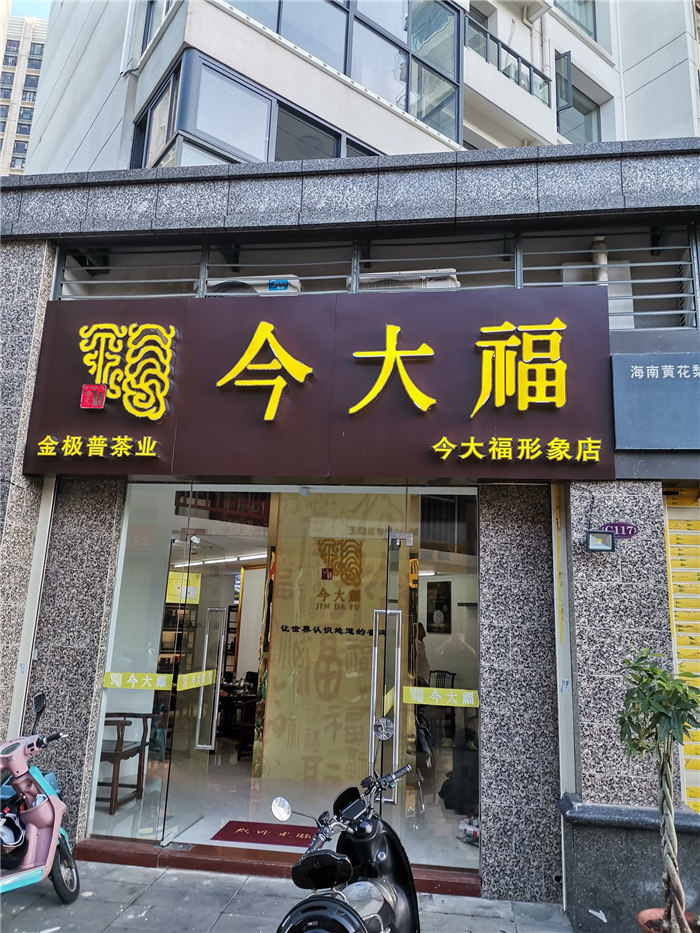 今大福
金极普茶业
今大福形象店
海南黄花梨
C117
今大福
JIN DA FU
让世界认识地道的普洱
今大福
今大福